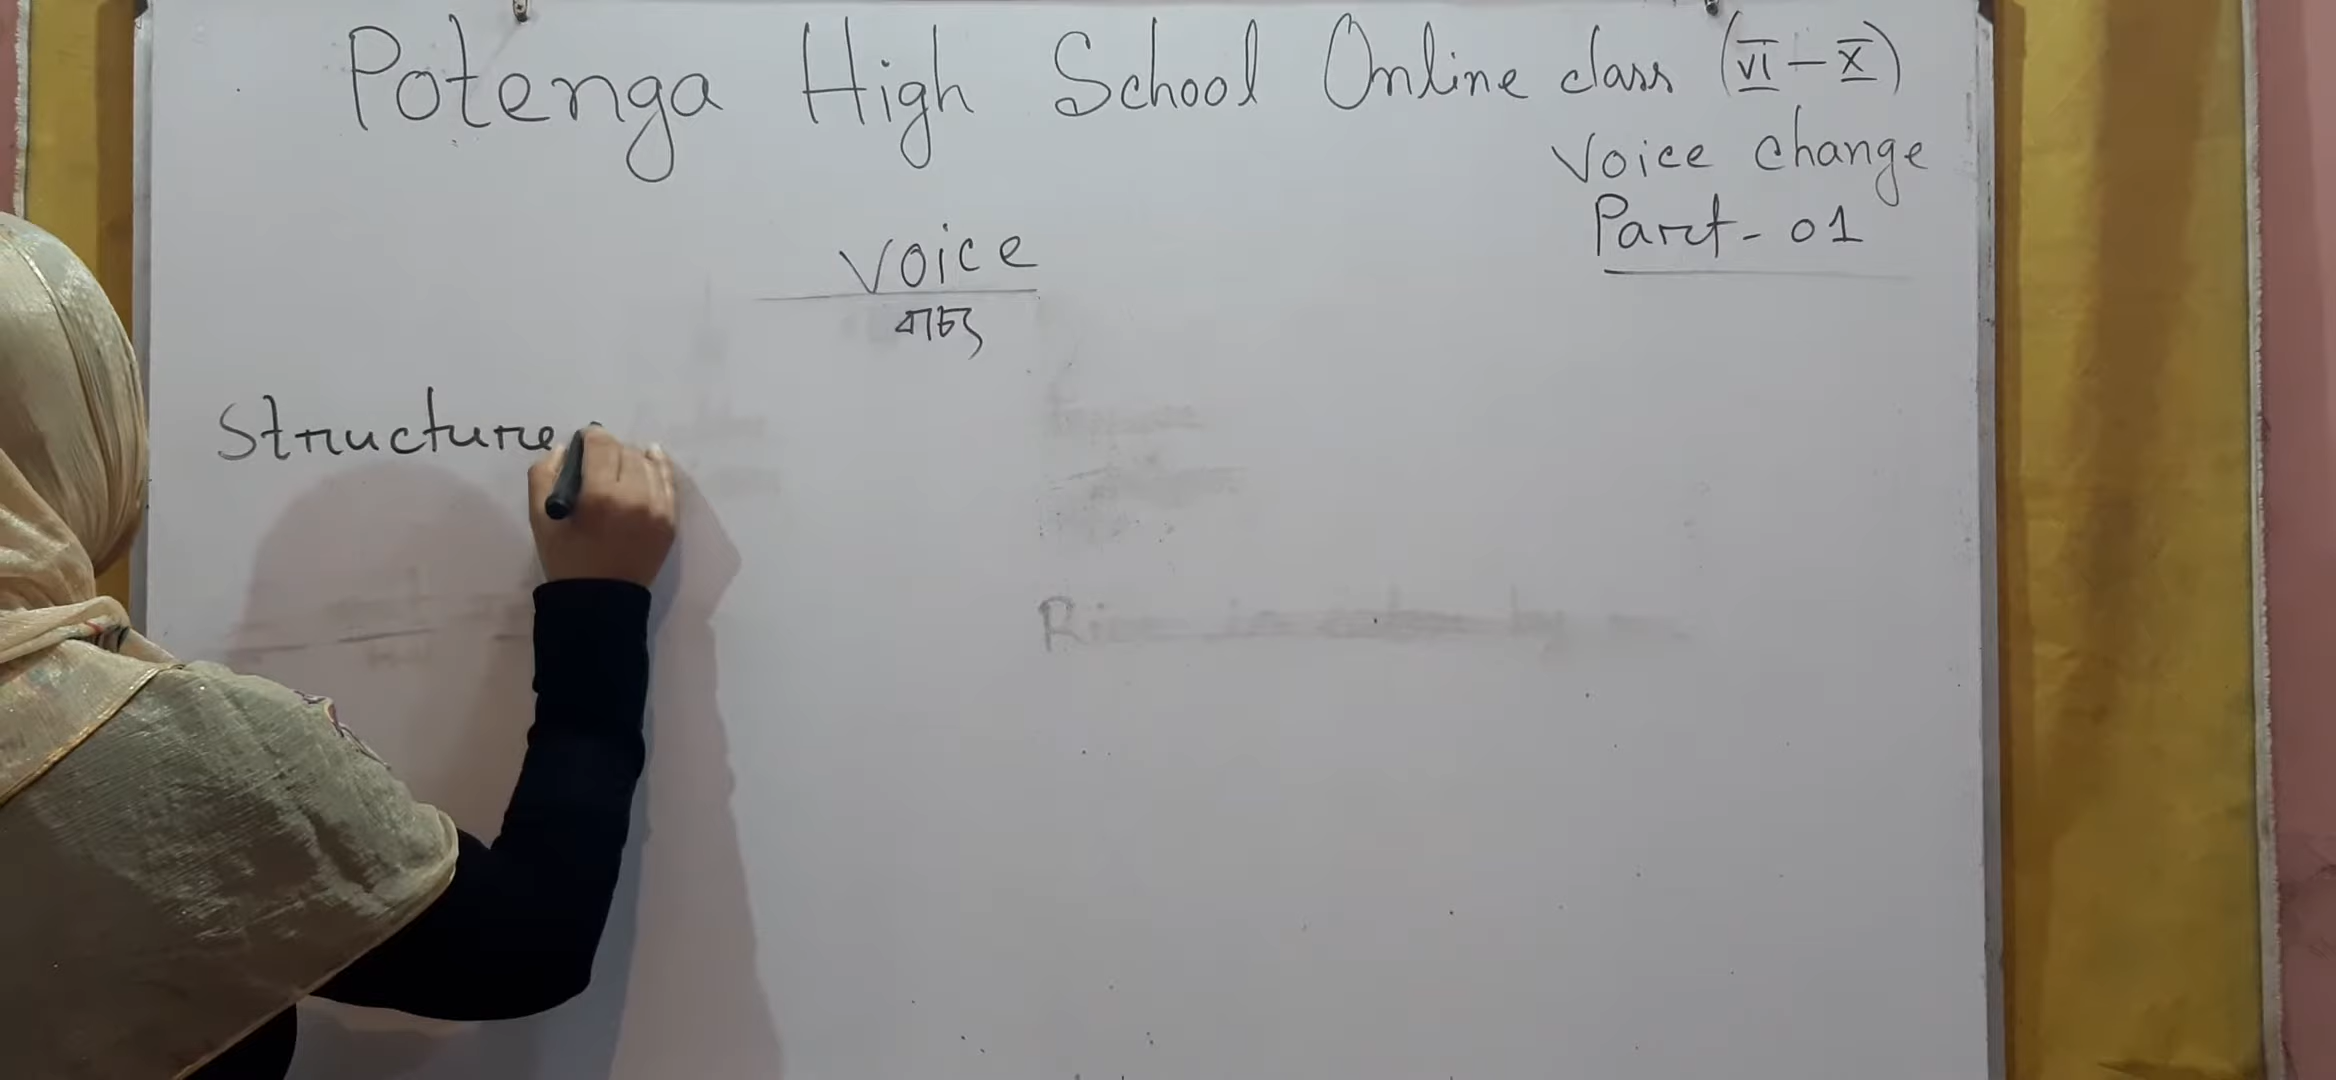 Potenga High School Online class (VI - X)
Voice change
Part - 01
Voice
বাচ্য
Structure